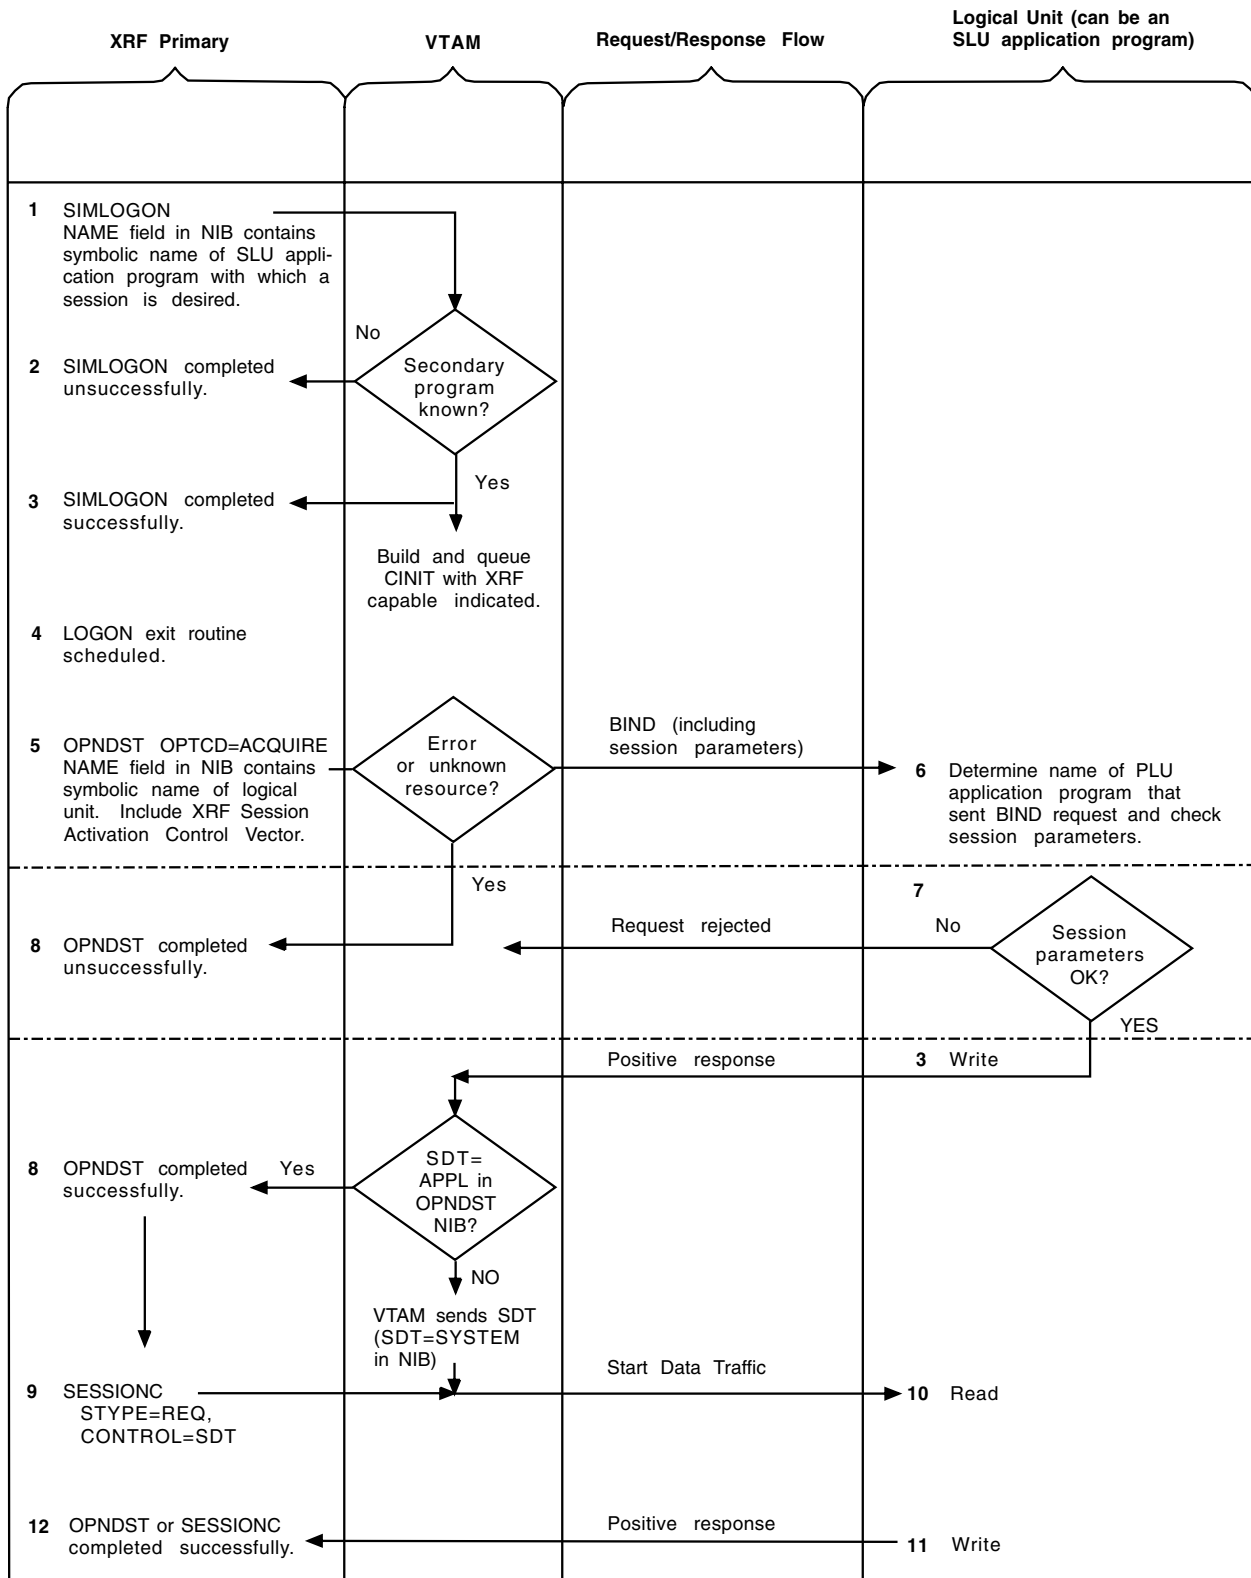 XRF Primary
VTAM
Request/Response Flow
Logical Unit (can be an
SLU application program)
1 SIMLOGON
NAME field in NIB contains
symbolic name of SLU appli-
cation program with which a
session is desired.
No
Secondary
program
known?
2 SIMLOGON completed
unsuccessfully.
Yes
3 SIMLOGON completed
successfully.
Build and queue
CINIT with XRF
capable indicated.
4 LOGON exit routine
scheduled.
5 OPNDST OPTCD=ACQUIRE
NAME field in NIB contains
symbolic name of logical
unit. Include XRF Session
Activation Control Vector.
Error
or unknown
resource?
BIND (including
session parameters)
6 Determine name of PLU
application program that
sent BIND request and check
session parameters.
Yes
7
8 OPNDST completed
unsuccessfully.
Request rejected
No
Session
parameters
OK?
YES
Positive response
3 Write
8 OPNDST completed
successfully.
Yes
SDT=
APPL in
OPNDST
NIB?
NO
VTAM sends SDT
(SDT=SYSTEM
in NIB)
9 SESSIONC
STYPE=REQ,
CONTROL=SDT
Start Data Traffic
10 Read
12 OPNDST or SESSIONC
completed successfully.
Positive response
11 Write